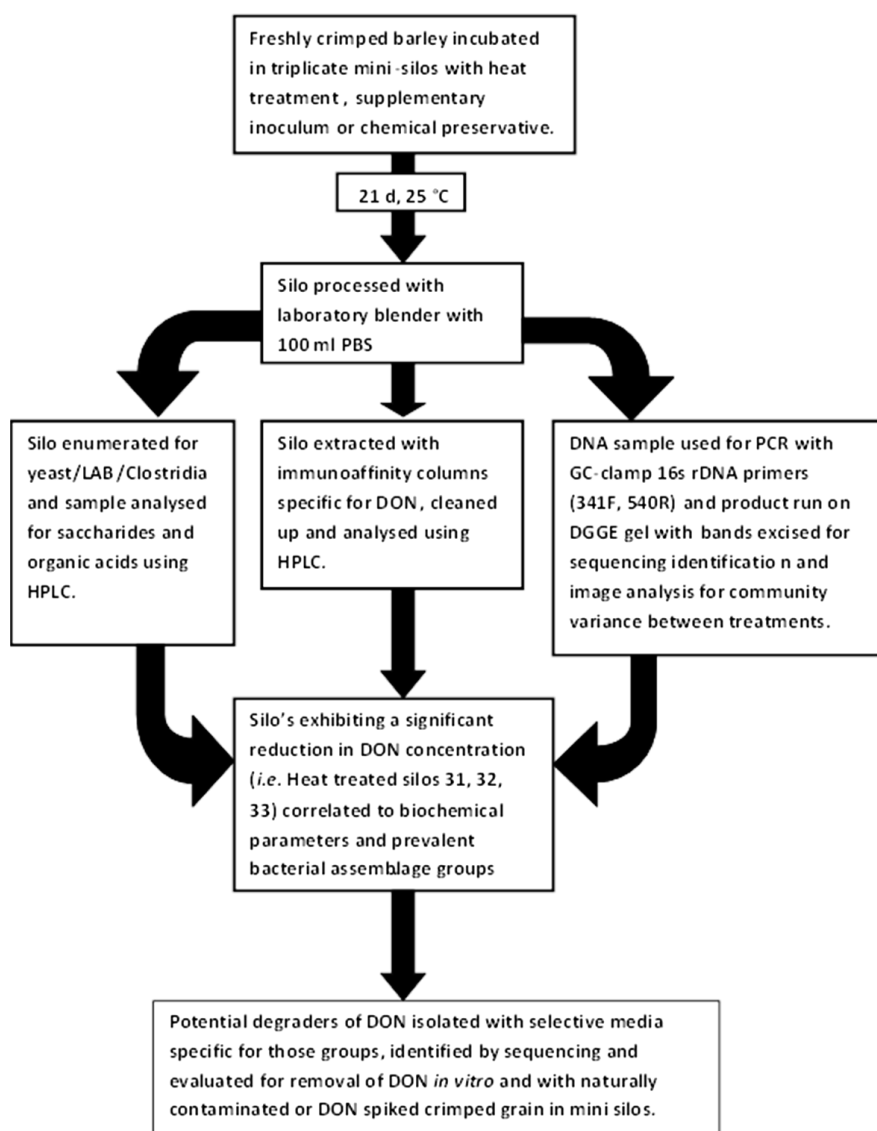 Freshly crimped barley incubated
in triplicate mini-silos with heat
treatment , supplementary
inoculum or chemical preservative.
21 d, 25 °C
Silo processed with
laboratory blender with
100 ml PBS
Silo enumerated for
yeast/LAB/Clostridia
and sample analysed
for saccharides and
organic acids using
HPLC.
Silo extracted with
immunoaffinity columns
specific for DON, cleaned
up and analysed using
HPLC.
DNA sample used for PCR with
GC-clamp 16s rDNA primers
(341F, 540R) and product run on
DGGE gel with bands excised for
sequencing identificatio n and
image analysis for community
variance between treatments.
Silo's exhibiting a significant
reduction in DON concentration
(i.e. Heat treated silos 31, 32,
33) correlated to biochemical
parameters and prevalent
bacterial assemblage groups
Potential degraders of DON isolated with selective media
specific for those groups, identified by sequencing and
evaluated for removal of DON in vitro and with naturally
contaminated or DON spiked crimped grain in mini silos.